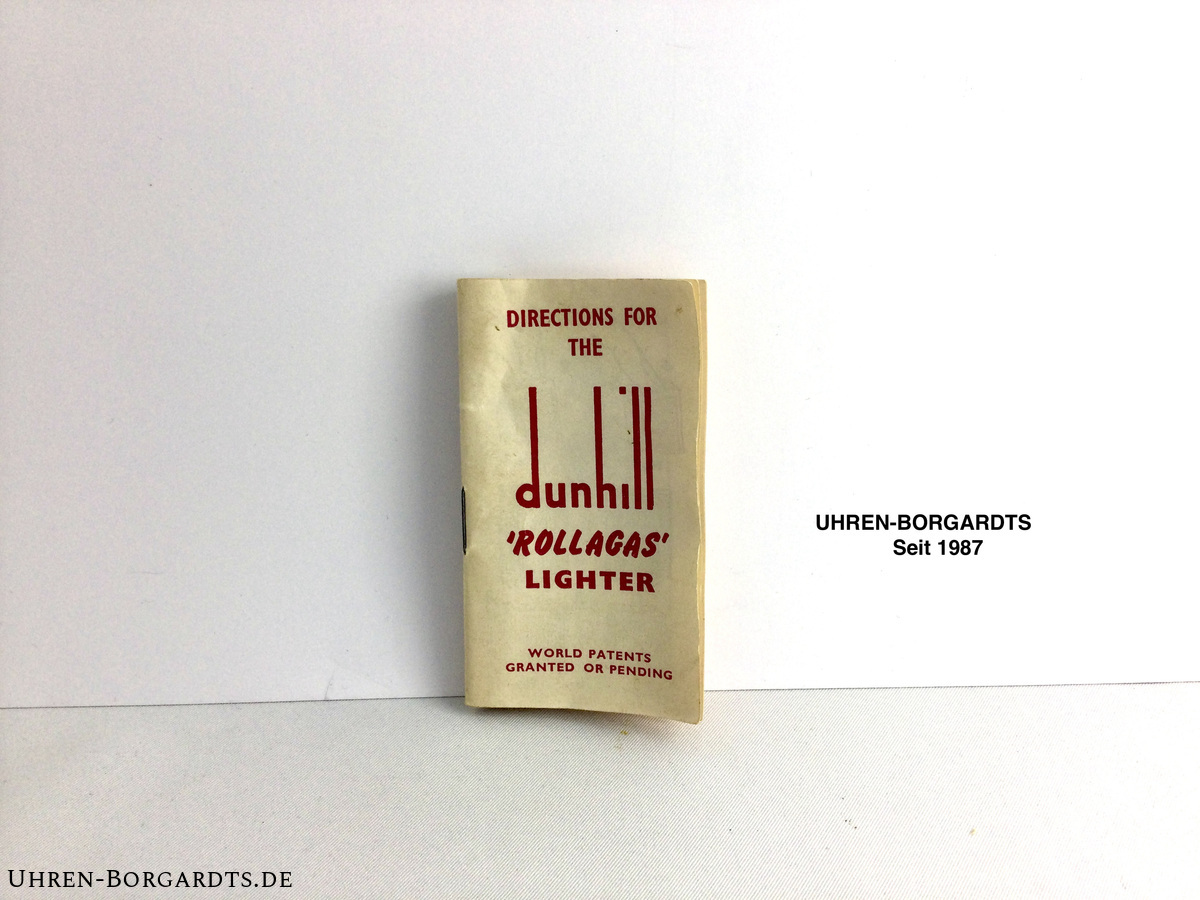 DIRECTIONS FOR
THE
dunhill
'ROLLAGAS'
LIGHTER
WORLD PATENTS
GRANTED OR PENDING
UHREN-BORGARDTS
Seit 1987
UHREN-BORGARDTS.DE